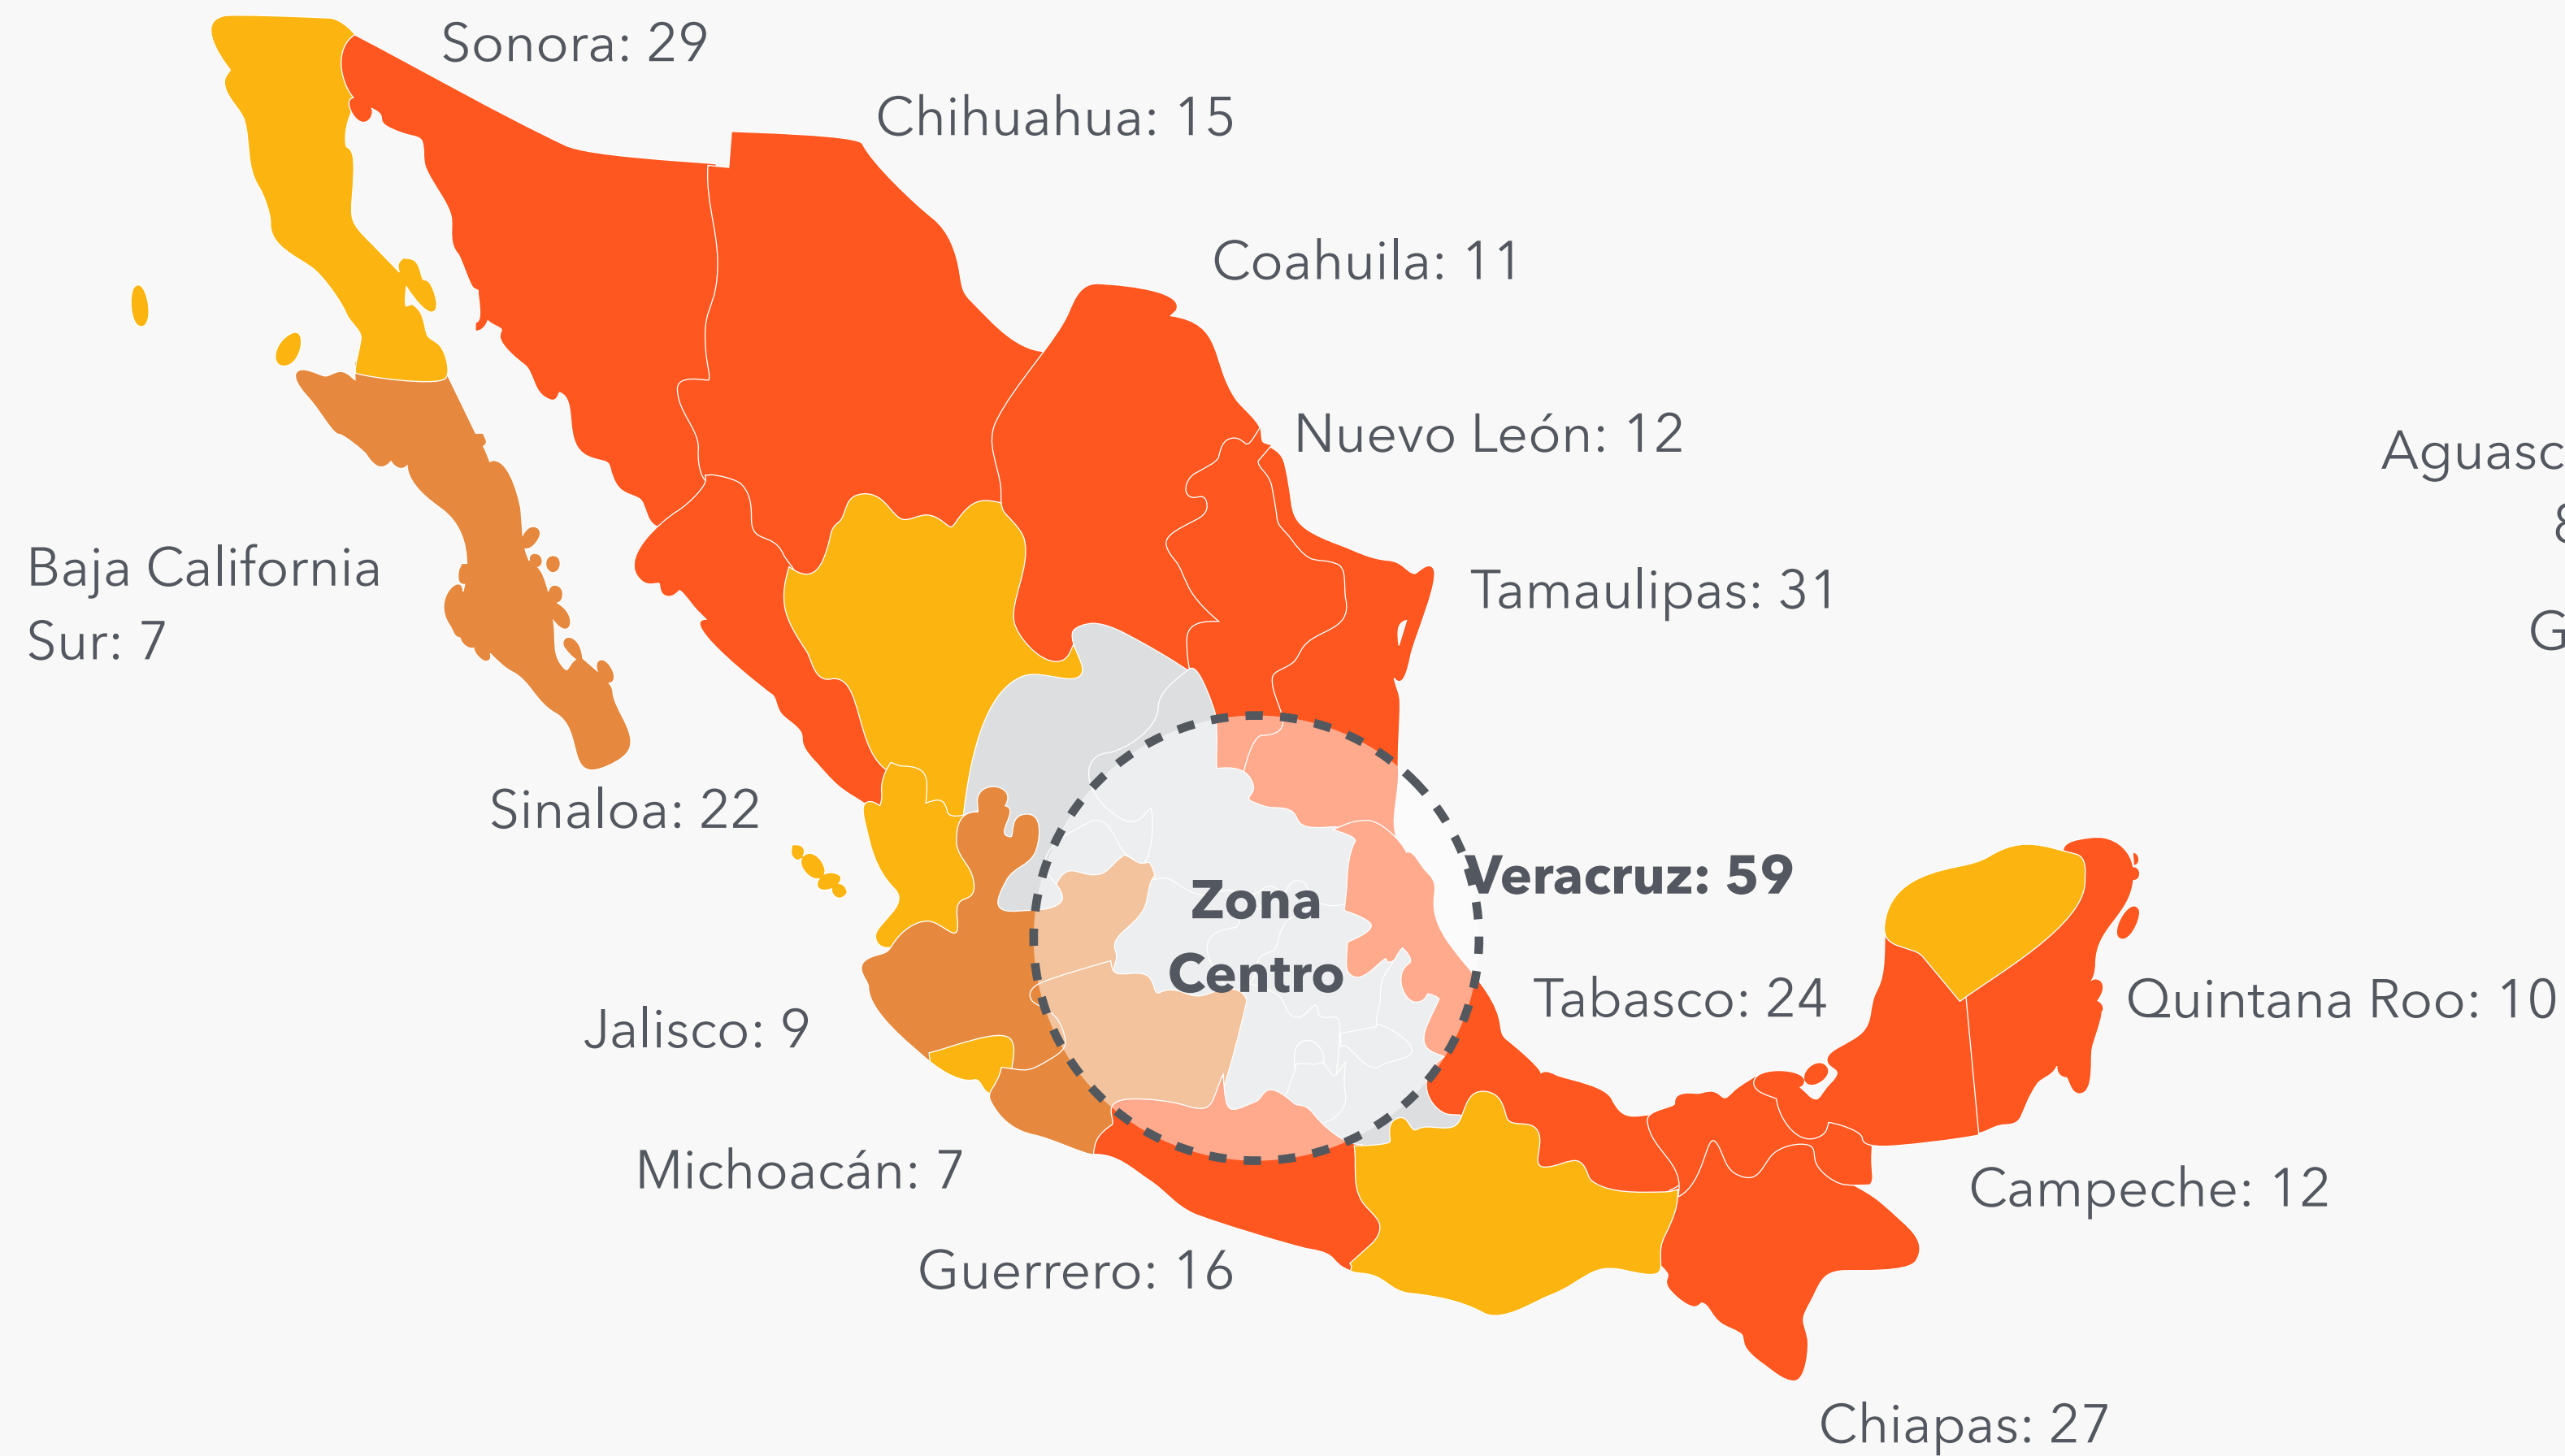 Sonora: 29
Chihuahua: 15
Coahuila: 11
Nuevo León: 12
Baja California
Sur: 7
Tamaulipas: 31
Sinaloa: 22
Veracruz: 59
Zona
Centro
Tabasco: 24
Quintana Roo: 10
Jalisco: 9
Michoacán: 7
Campeche: 12
Guerrero: 16
Chiapas: 27